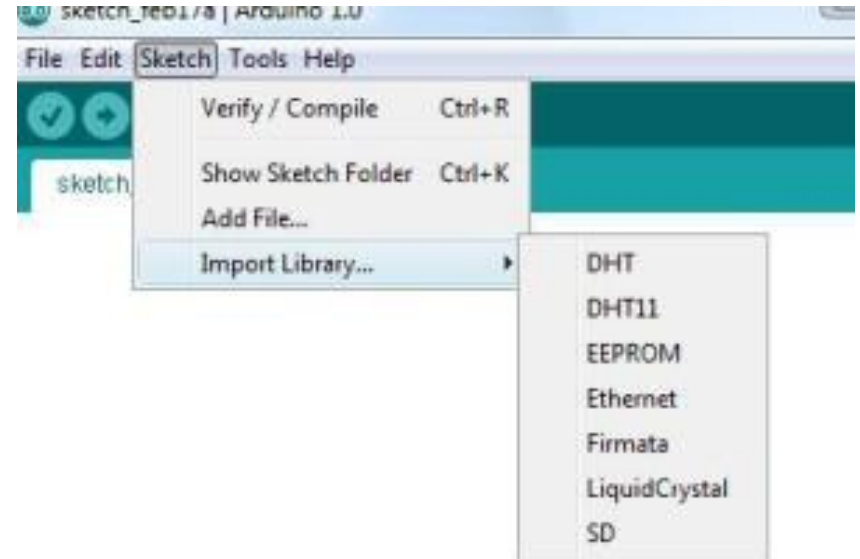 sketch_feb17a | Arduino 1.0
File Edit Sketch Tools Help
Verify / Compile Ctrl+R
sketch_
Show Sketch Folder Ctrl+K
Add File...
Import Library...
DHT
DHT11
EEPROM
Ethernet
Firmata
LiquidCrystal
SD